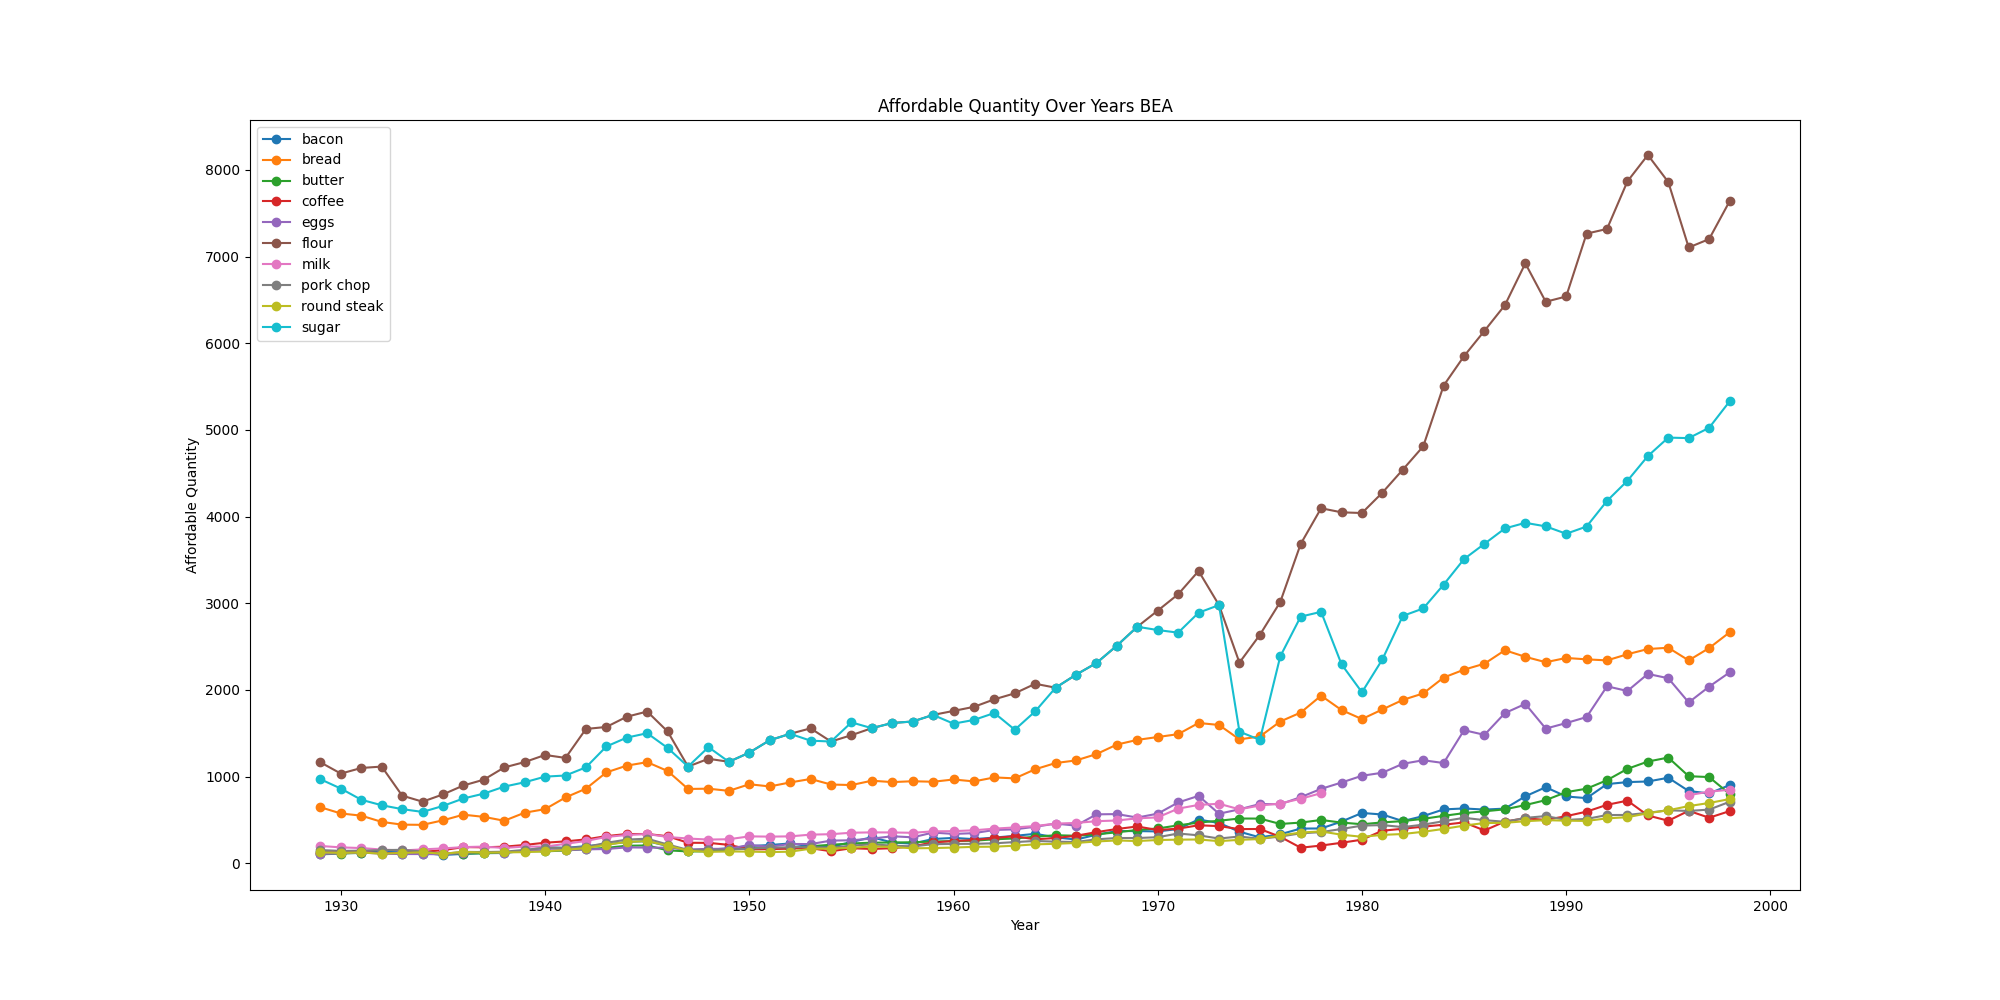 Affordable Quantity Over Years BEA
bacon
bread
butter
coffee
eggs
flour
milk
pork chop
round steak
sugar
Affordable Quantity
8000
7000
6000
5000
4000
3000
2000
1000
0
1930 1940 1950 1960 1970 1980 1990 2000
Year